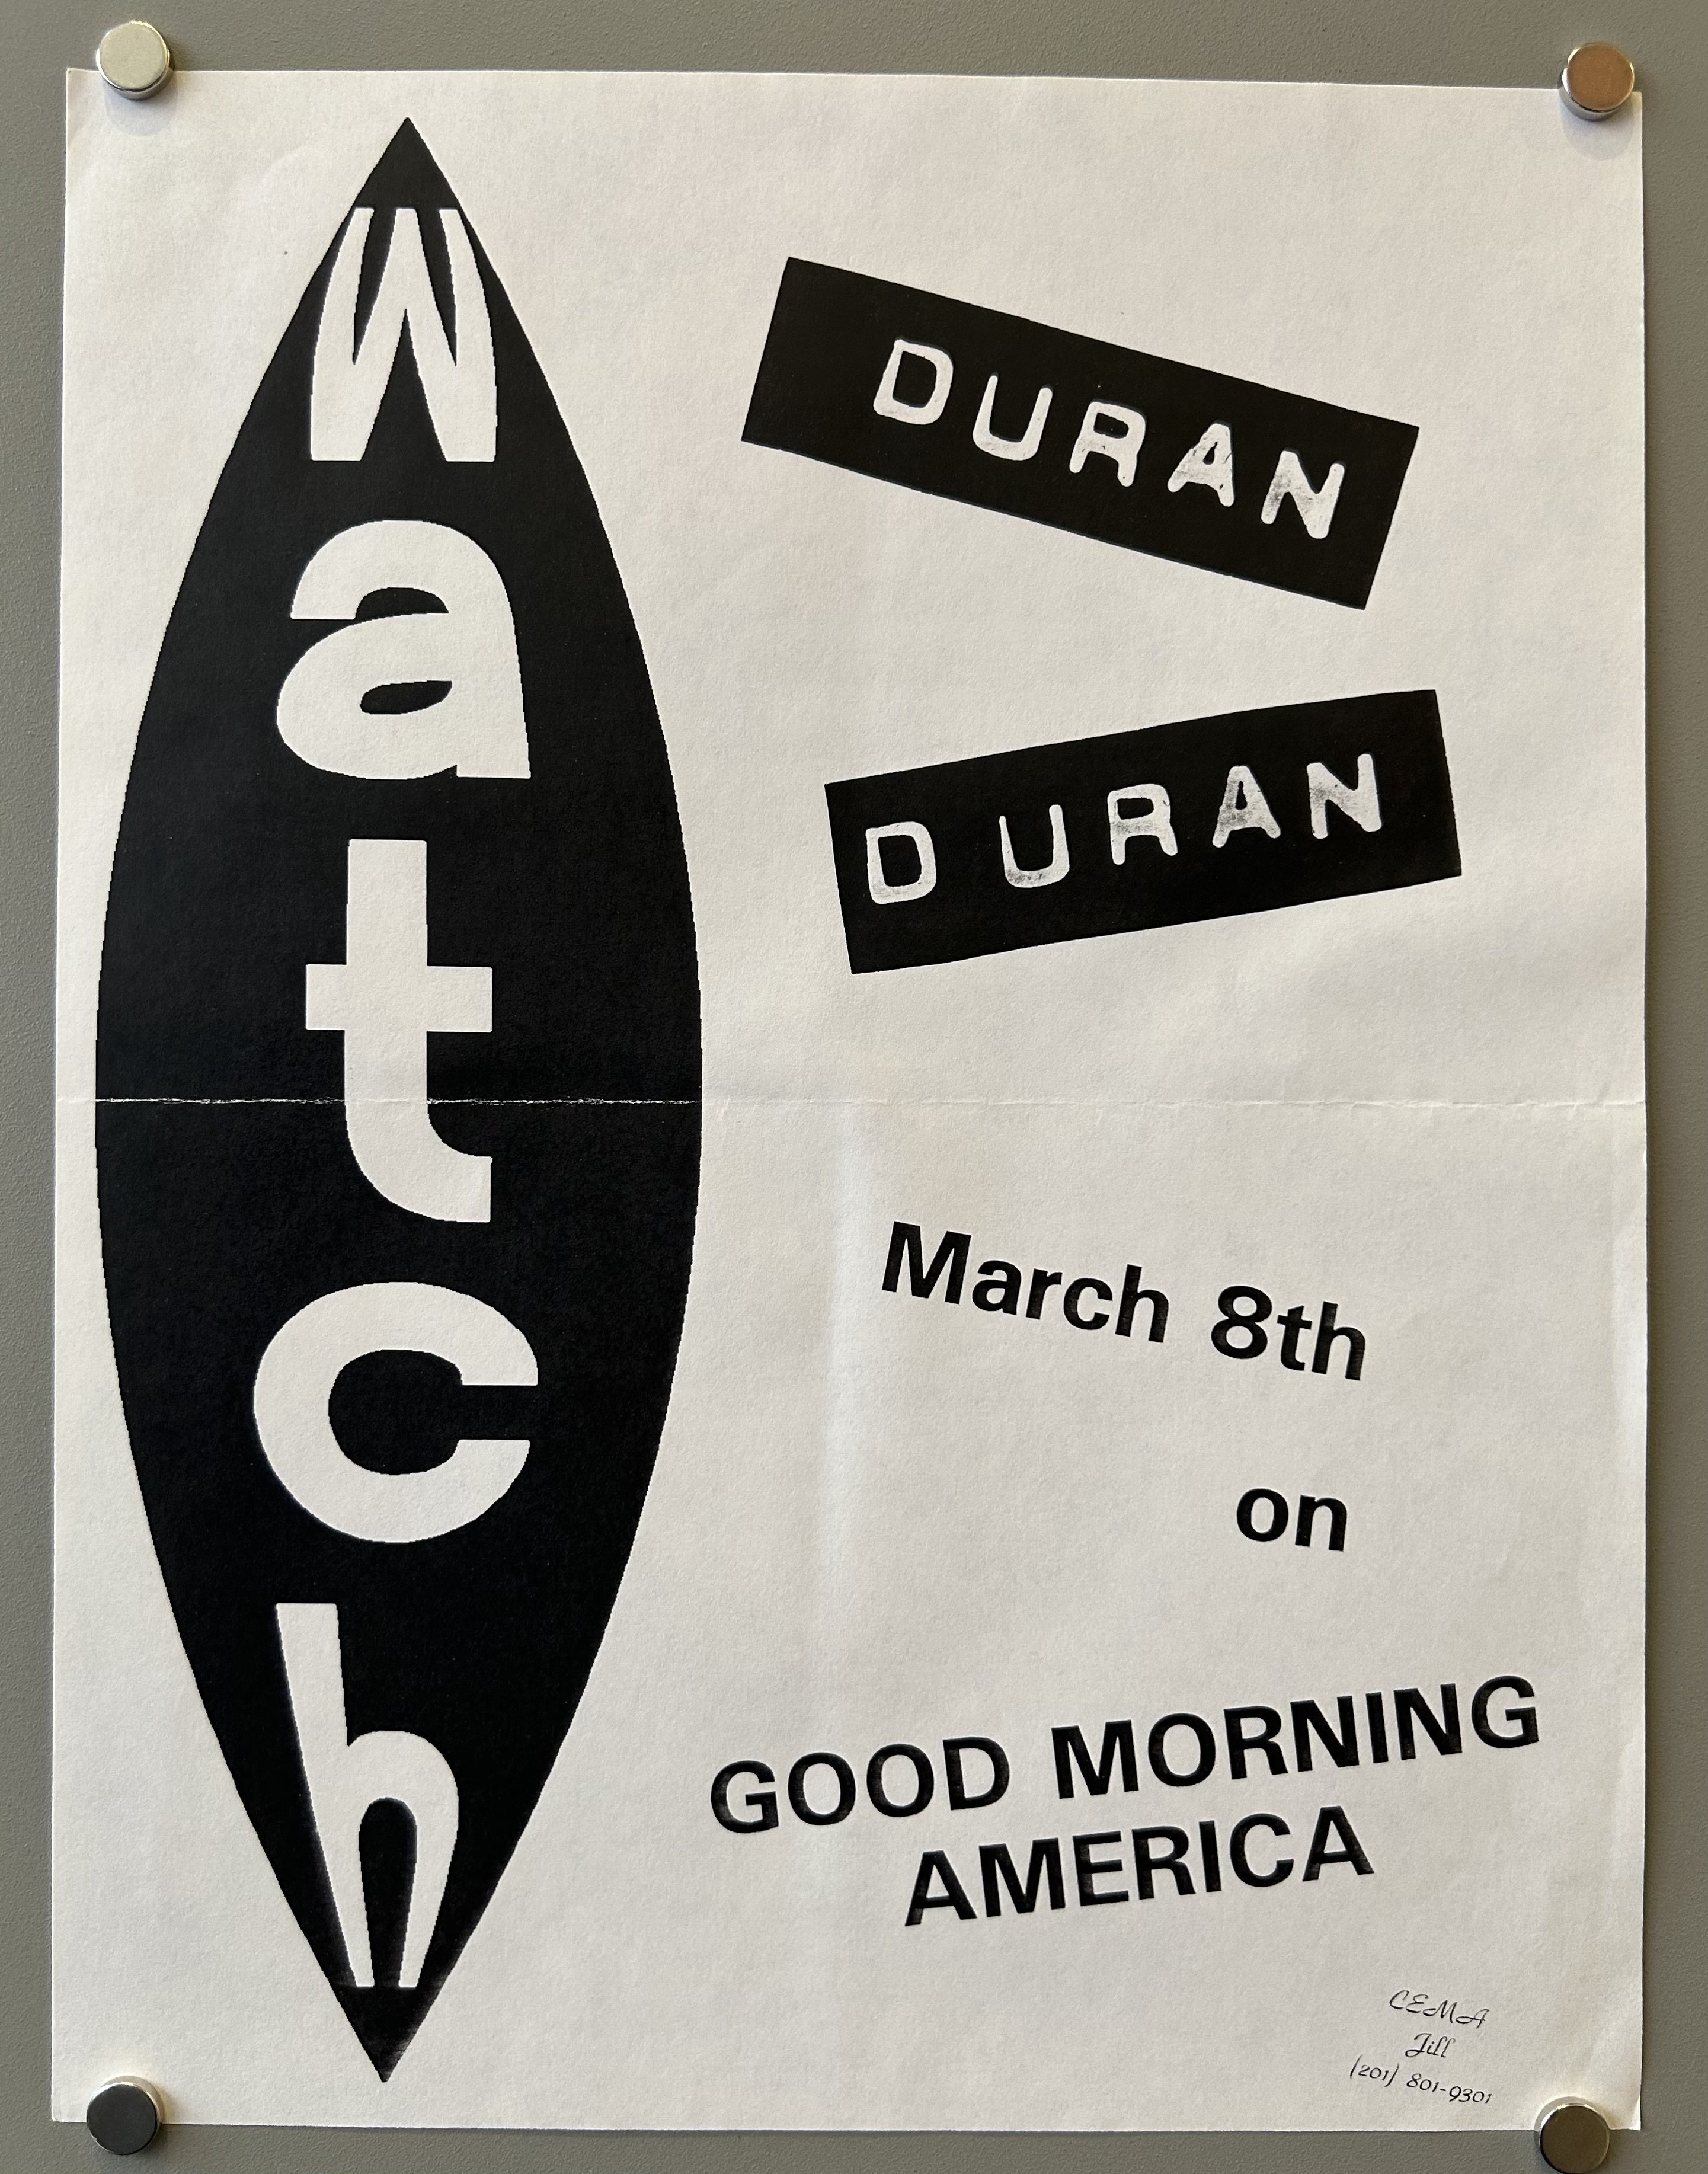 Watch
DURAN
DURAN
March 8th
on
GOOD MORNING
AMERICA
CEMA
Jill
(201) 801-9301